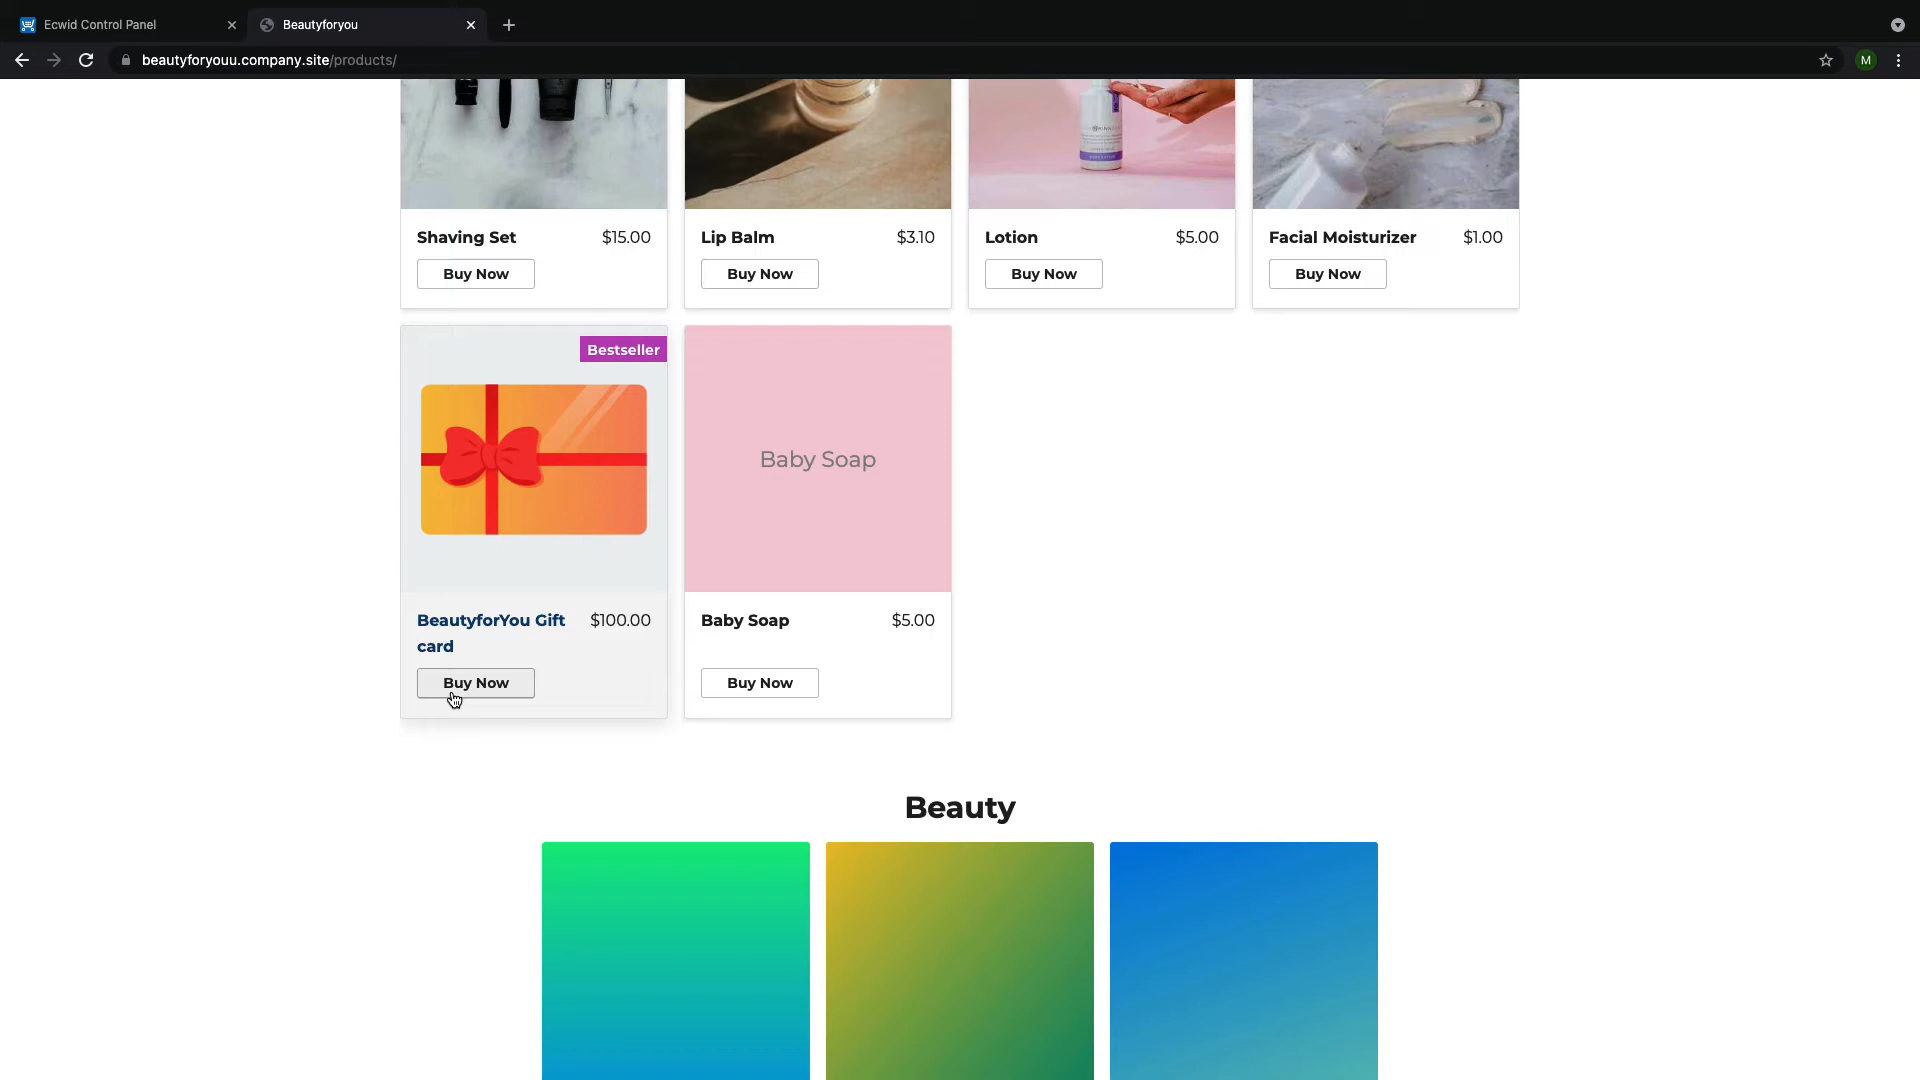 Ecwid Control Panel
Beautyforyou
M
beautyforyouu.company.site/products/
Shaving Set $15.00
Buy Now
Lip Balm $3.10
Buy Now
Lotion $5.00
Buy Now
Facial Moisturizer $1.00
Buy Now
Bestseller
BeautyforYou Gift card $100.00
Buy Now
Baby Soap
Baby Soap $5.00
Buy Now
Beauty